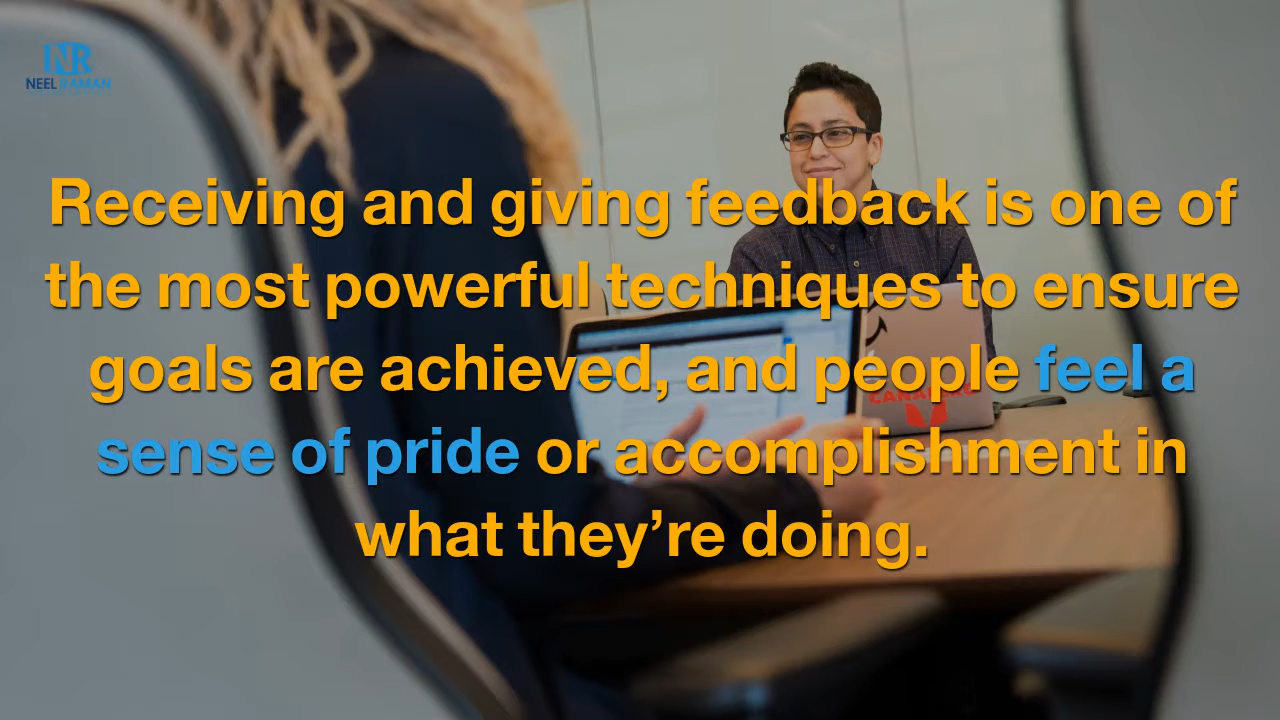 NR
NEEL RAMAN
Receiving and giving feedback is one of
the most powerful techniques to ensure
goals are achieved, and people feel a
sense of pride or accomplishment in
what they’re doing.